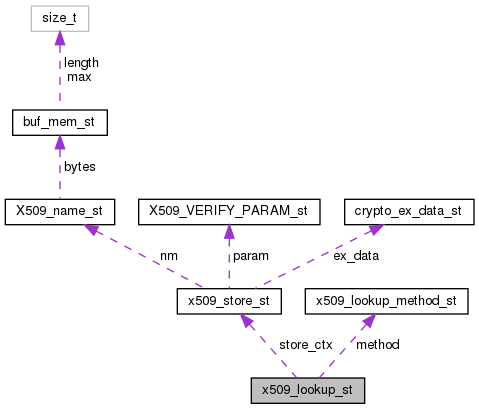 size_t
length
max
buf_mem_st
bytes
X509_name_st
X509_VERIFY_PARAM_st
crypto_ex_data_st
nm
param
ex_data
x509_store_st
x509_lookup_method_st
store_ctx
method
x509_lookup_st